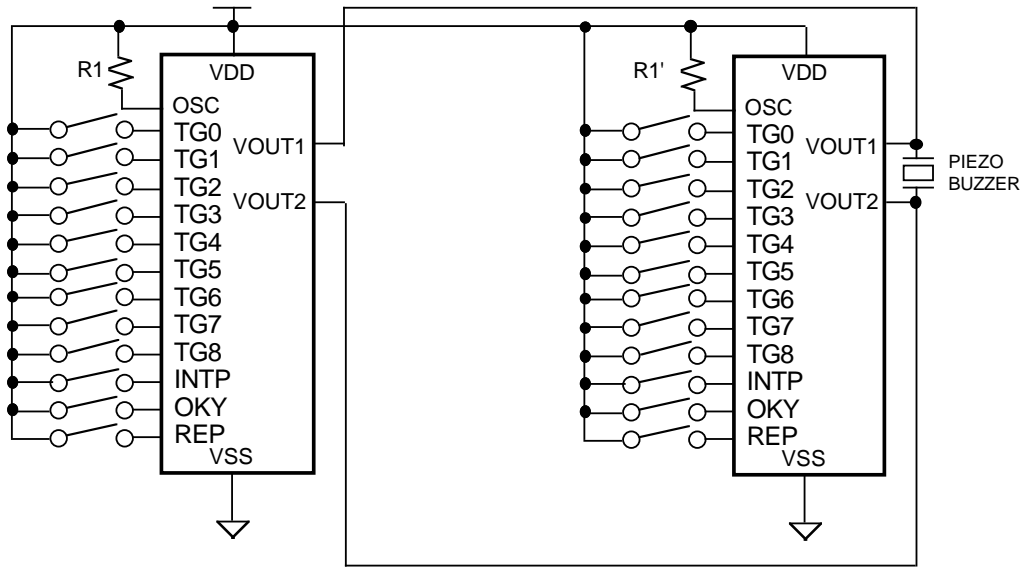 VDD
R1
OSC
TG0
VOUT1
TG1
TG2
VOUT2
TG3
TG4
TG5
TG6
TG7
TG8
INTP
OKY
REP
VSS
VDD
R1'
OSC
TG0
VOUT1
TG1
TG2
VOUT2
TG3
TG4
TG5
TG6
TG7
TG8
INTP
OKY
REP
VSS
PIEZO
BUZZER